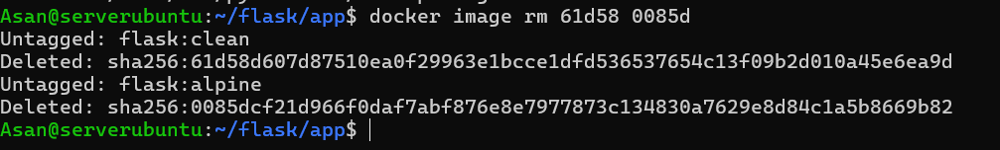 Asan@serverubuntu:~/flask/app$ docker image rm 61d58 0085d
Untagged: flask:clean
Deleted: sha256:61d58d607d87510ea0f29963e1bcce1dfd536537654c13f09b2d010a45e6ea9d
Untagged: flask:alpine
Deleted: sha256:0085dcf21d966f0daf7abf876e8e7977873c134830a7629e8d84c1a5b8669b82
Asan@serverubuntu:~/flask/app$